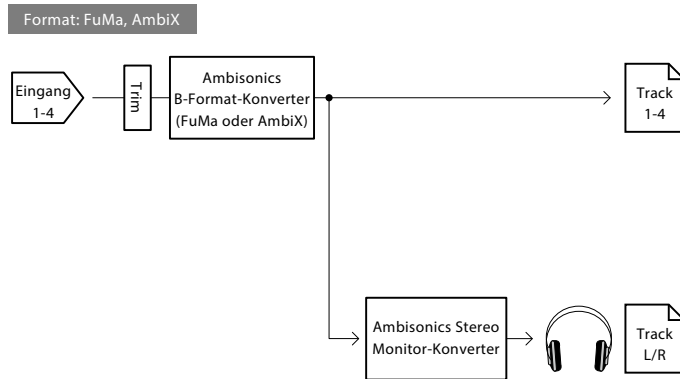 Format: FuMa, AmbiX
Eingang
1-4
Trim
Ambisonics
B-Format-Konverter
(FuMa oder AmbiX)
Track
1-4
Ambisonics Stereo
Monitor-Konverter
Track
L/R